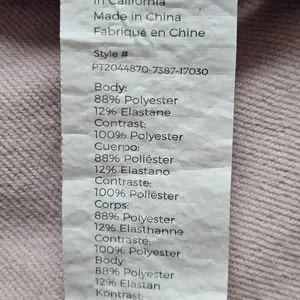 in California
Made in China
Fabriqué en Chine
Style #
PT2044870-7387-17030
Body:
88% Polyester
12% Elastane
Contrast:
100% Polyester
Cuerpo:
88% Poliéster
12% Elastano
Contraste:
100% Poliéster
Corps:
88% Polyester
12% Élasthanne
Contraste:
100% Polyester
Body:
88% Polyester
12% Elastan
Kontrast: